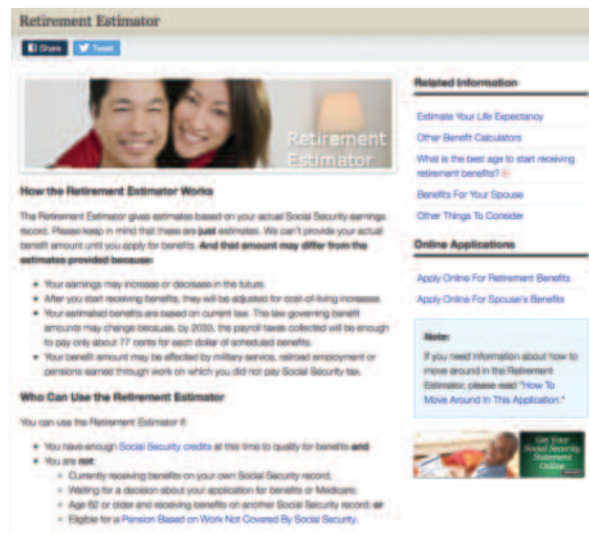 Retirement Estimator
Share
Tweet
Retirement
Estimator
How the Retirement Estimator Works
The Retirement Estimator gives estimates based on your actual Social Security earnings
record. Please keep in mind that these are just estimates. We can't provide your actual
benefit amount until you apply for benefits. And that amount may differ from the
estimates provided because:
Your earnings may increase or decrease in the future.
After you start receiving benefits, they will be adjusted for cost-of-living increases.
Your estimated benefits are based on current law. The law governing benefit
amounts may change because, by 2033, the payroll taxes collected will be enough
to pay only about 77 cents for each dollar of scheduled benefits.
Your benefit amount may be affected by military service, railroad employment or
pensions earned through work on which you did not pay Social Security tax.
Who Can Use the Retirement Estimator
You can use the Retirement Estimator if:
You have enough Social Security credits at this time to qualify for benefits and
You are not:
Currently receiving benefits on your own Social Security record;
Waiting for a decision about your application for benefits or Medicare;
Age 62 or older and receiving benefits on another Social Security record; or
Eligible for a Pension Based on Work Not Covered By Social Security.
Related Information
Estimate Your Life Expectancy
Other Benefit Calculators
What is the best age to start receiving
retirement benefits?
Benefits For Your Spouse
Other Things To Consider
Online Applications
Apply Online For Retirement Benefits
Apply Online For Spouse's Benefits
Note:
If you need information about how to
move around in the Retirement
Estimator, please read "How To
Move Around In This Application."
Get Your
Social Security
Statement
Online